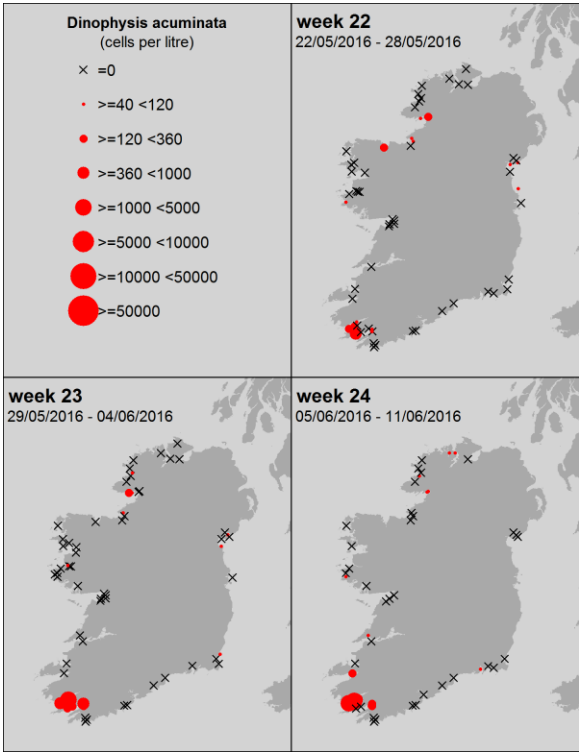 Dinophysis acuminata
(cells per litre)
=0
>=40 <120
>=120 <360
>=360 <1000
>=1000 <5000
>=5000 <10000
>=10000 <50000
>=50000
week 22
22/05/2016 - 28/05/2016
week 23
29/05/2016 - 04/06/2016
week 24
05/06/2016 - 11/06/2016